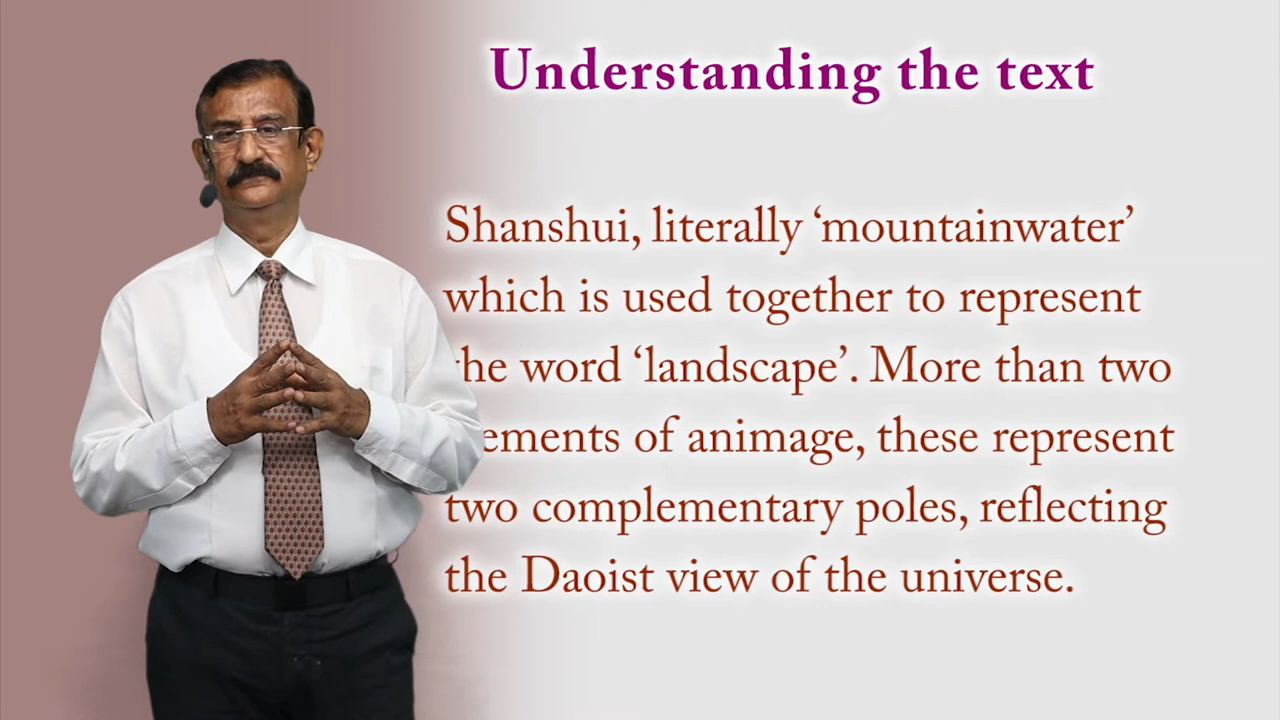 Understanding the text
Shanshui, literally ‘mountainwater’
which is used together to represent
the word ‘landscape’. More than two
ements of animage, these represent
two complementary poles, reflecting
the Daoist view of the universe.